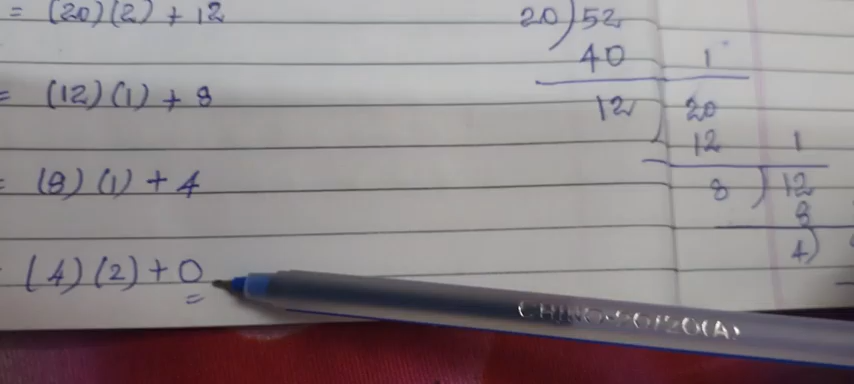 = (20)(2) + 12
= (12)(1) + 8
= (8)(1) + 4
(4)(2) + 0
20)52
40 1
12 20
12 1
8)12
8
4)